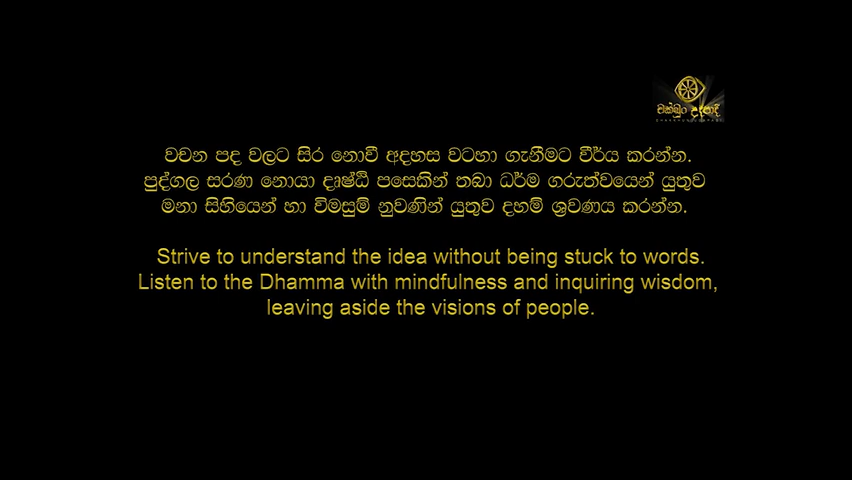 චක්ඛුං උදපාදි
වචන පද වලට සිර නොවී අදහස වටහා ගැනීමට වීර්ය කරන්න.
පුද්ගල සරණ නොයා දෘෂ්ඨි පසෙකින් තබා ධර්ම ගරුත්වයෙන් යුතුව
මනා සිහියෙන් හා විමසුම් නුවණින් යුතුව දහම් ශ්‍රවණය කරන්න.
Strive to understand the idea without being stuck to words.
Listen to the Dhamma with mindfulness and inquiring wisdom,
leaving aside the visions of people.